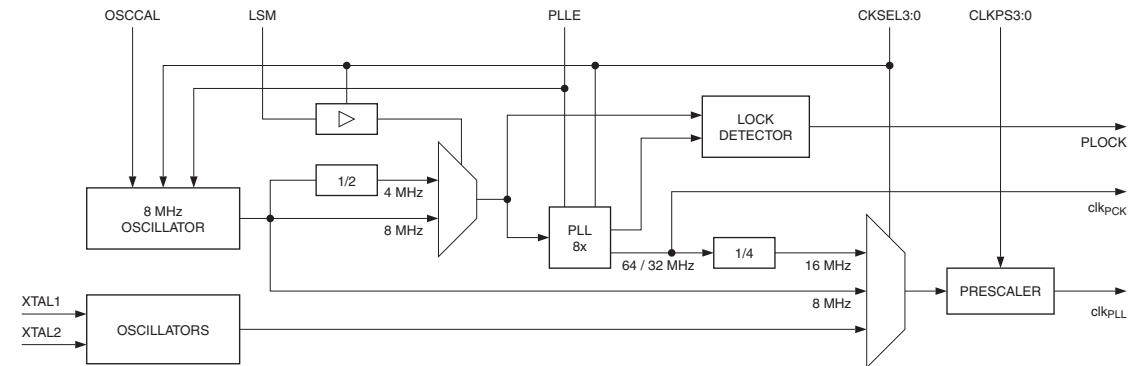 OSCCAL
LSM
PLLE
CKSEL3:0
CLKPS3:0
LOCK
DETECTOR
PLOCK
1/2
4 MHz
8 MHz
OSCILLATOR
8 MHz
PLL
8x
64 / 32 MHz
1/4
16 MHz
clkPCK
8 MHz
PRESCALER
clkPLL
XTAL1
XTAL2
OSCILLATORS